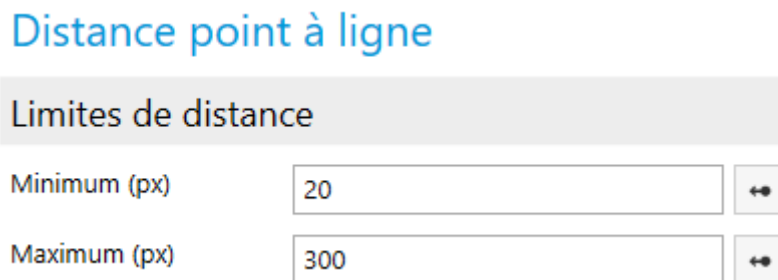 Distance point à ligne
Limites de distance
Minimum (px) 20
Maximum (px) 300